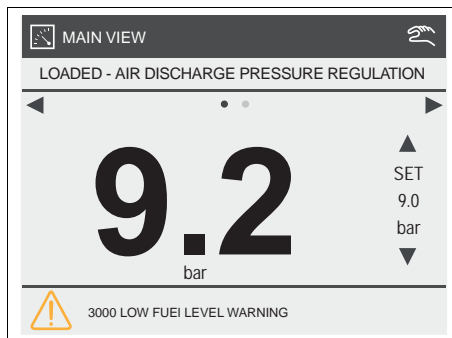 MAIN VIEW
LOADED - AIR DISCHARGE PRESSURE REGULATION
9.2
bar
SET
9.0
bar
3000 LOW FUEl LEVEL WARNING